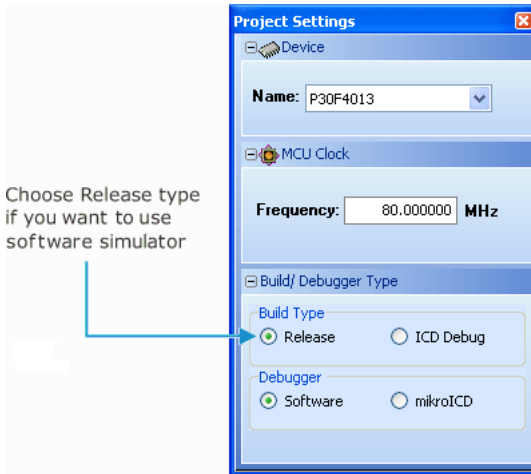 Project Settings
Device
Name: P30F4013
MCU Clock
Frequency: 80.000000 MHz
Choose Release type
if you want to use
software simulator
Build/ Debugger Type
Build Type
Release ICD Debug
Debugger
Software mikroICD